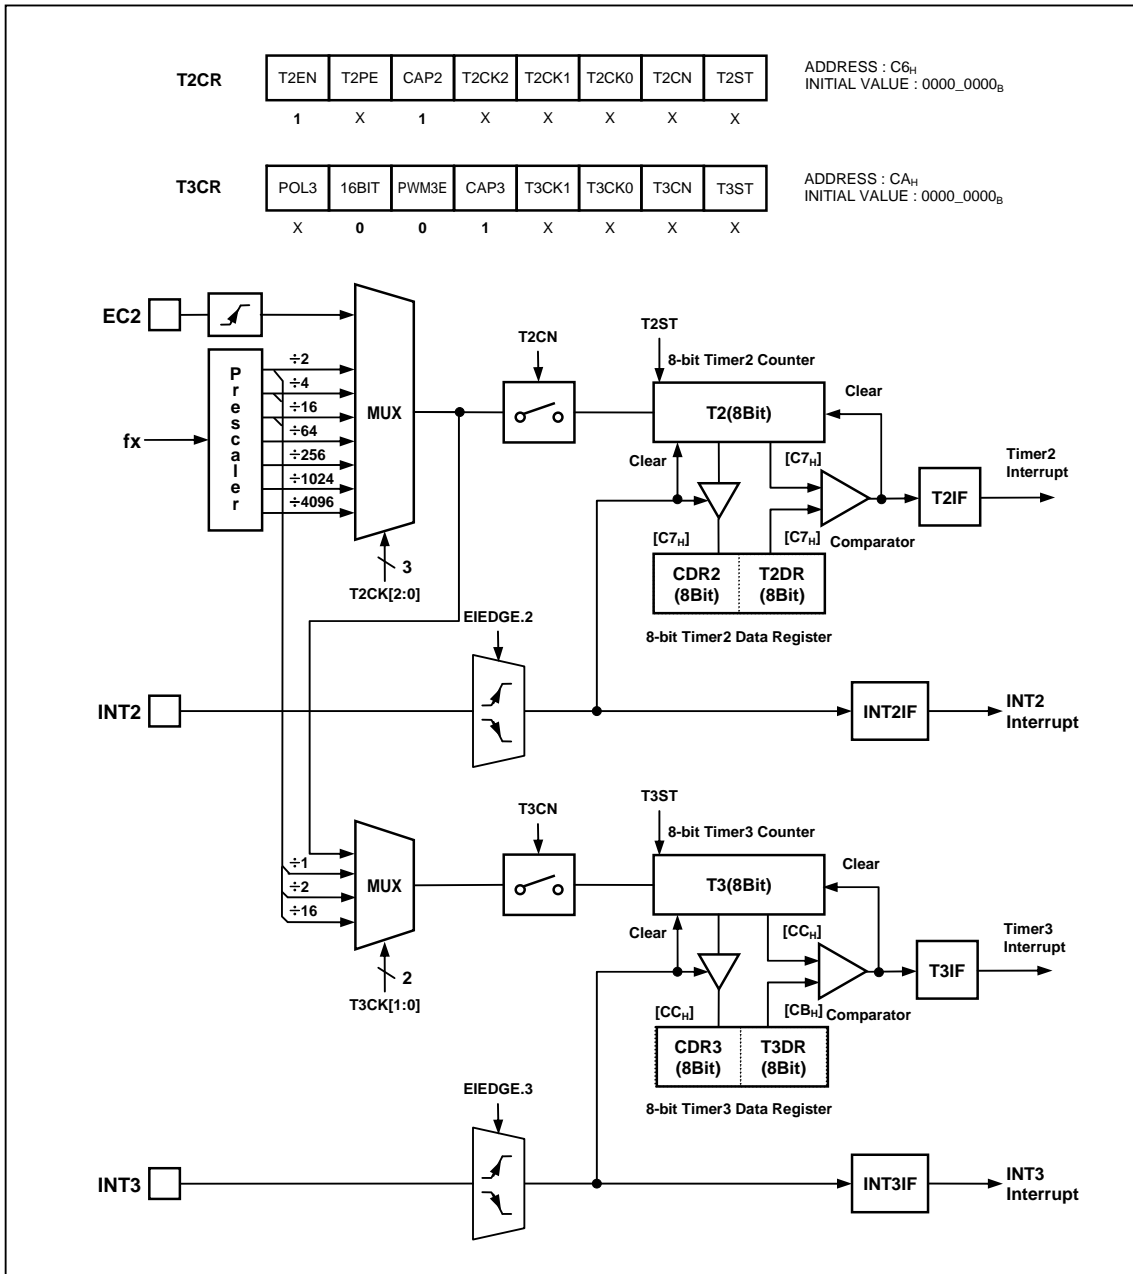 T2CR T2EN T2PE CAP2 T2CK2 T2CK1 T2CK0 T2CN T2ST
ADDRESS : C6H
INITIAL VALUE : 0000_0000B
1 X 1 X X X X X
T3CR POL3 16BIT PWM3E CAP3 T3CK1 T3CK0 T3CN T3ST
ADDRESS : CAH
INITIAL VALUE : 0000_0000B
X 0 0 1 X X X X
EC2
fx
Prescaler
÷2
÷4
÷16
÷64
÷256
÷1024
÷4096
MUX
3
T2CK[2:0]
T2CN
T2ST
8-bit Timer2 Counter
T2(8Bit)
Clear
Clear
[C7H]
[C7H]
[C7H]
Comparator
T2IF
Timer2
Interrupt
CDR2
(8Bit)
T2DR
(8Bit)
8-bit Timer2 Data Register
EIEDGE.2
INT2
INT2IF
INT2
Interrupt
÷1
÷2
÷16
MUX
2
T3CK[1:0]
T3CN
T3ST
8-bit Timer3 Counter
T3(8Bit)
Clear
Clear
[CCH]
[CCH]
[CBH]
Comparator
T3IF
Timer3
Interrupt
CDR3
(8Bit)
T3DR
(8Bit)
8-bit Timer3 Data Register
EIEDGE.3
INT3
INT3IF
INT3
Interrupt